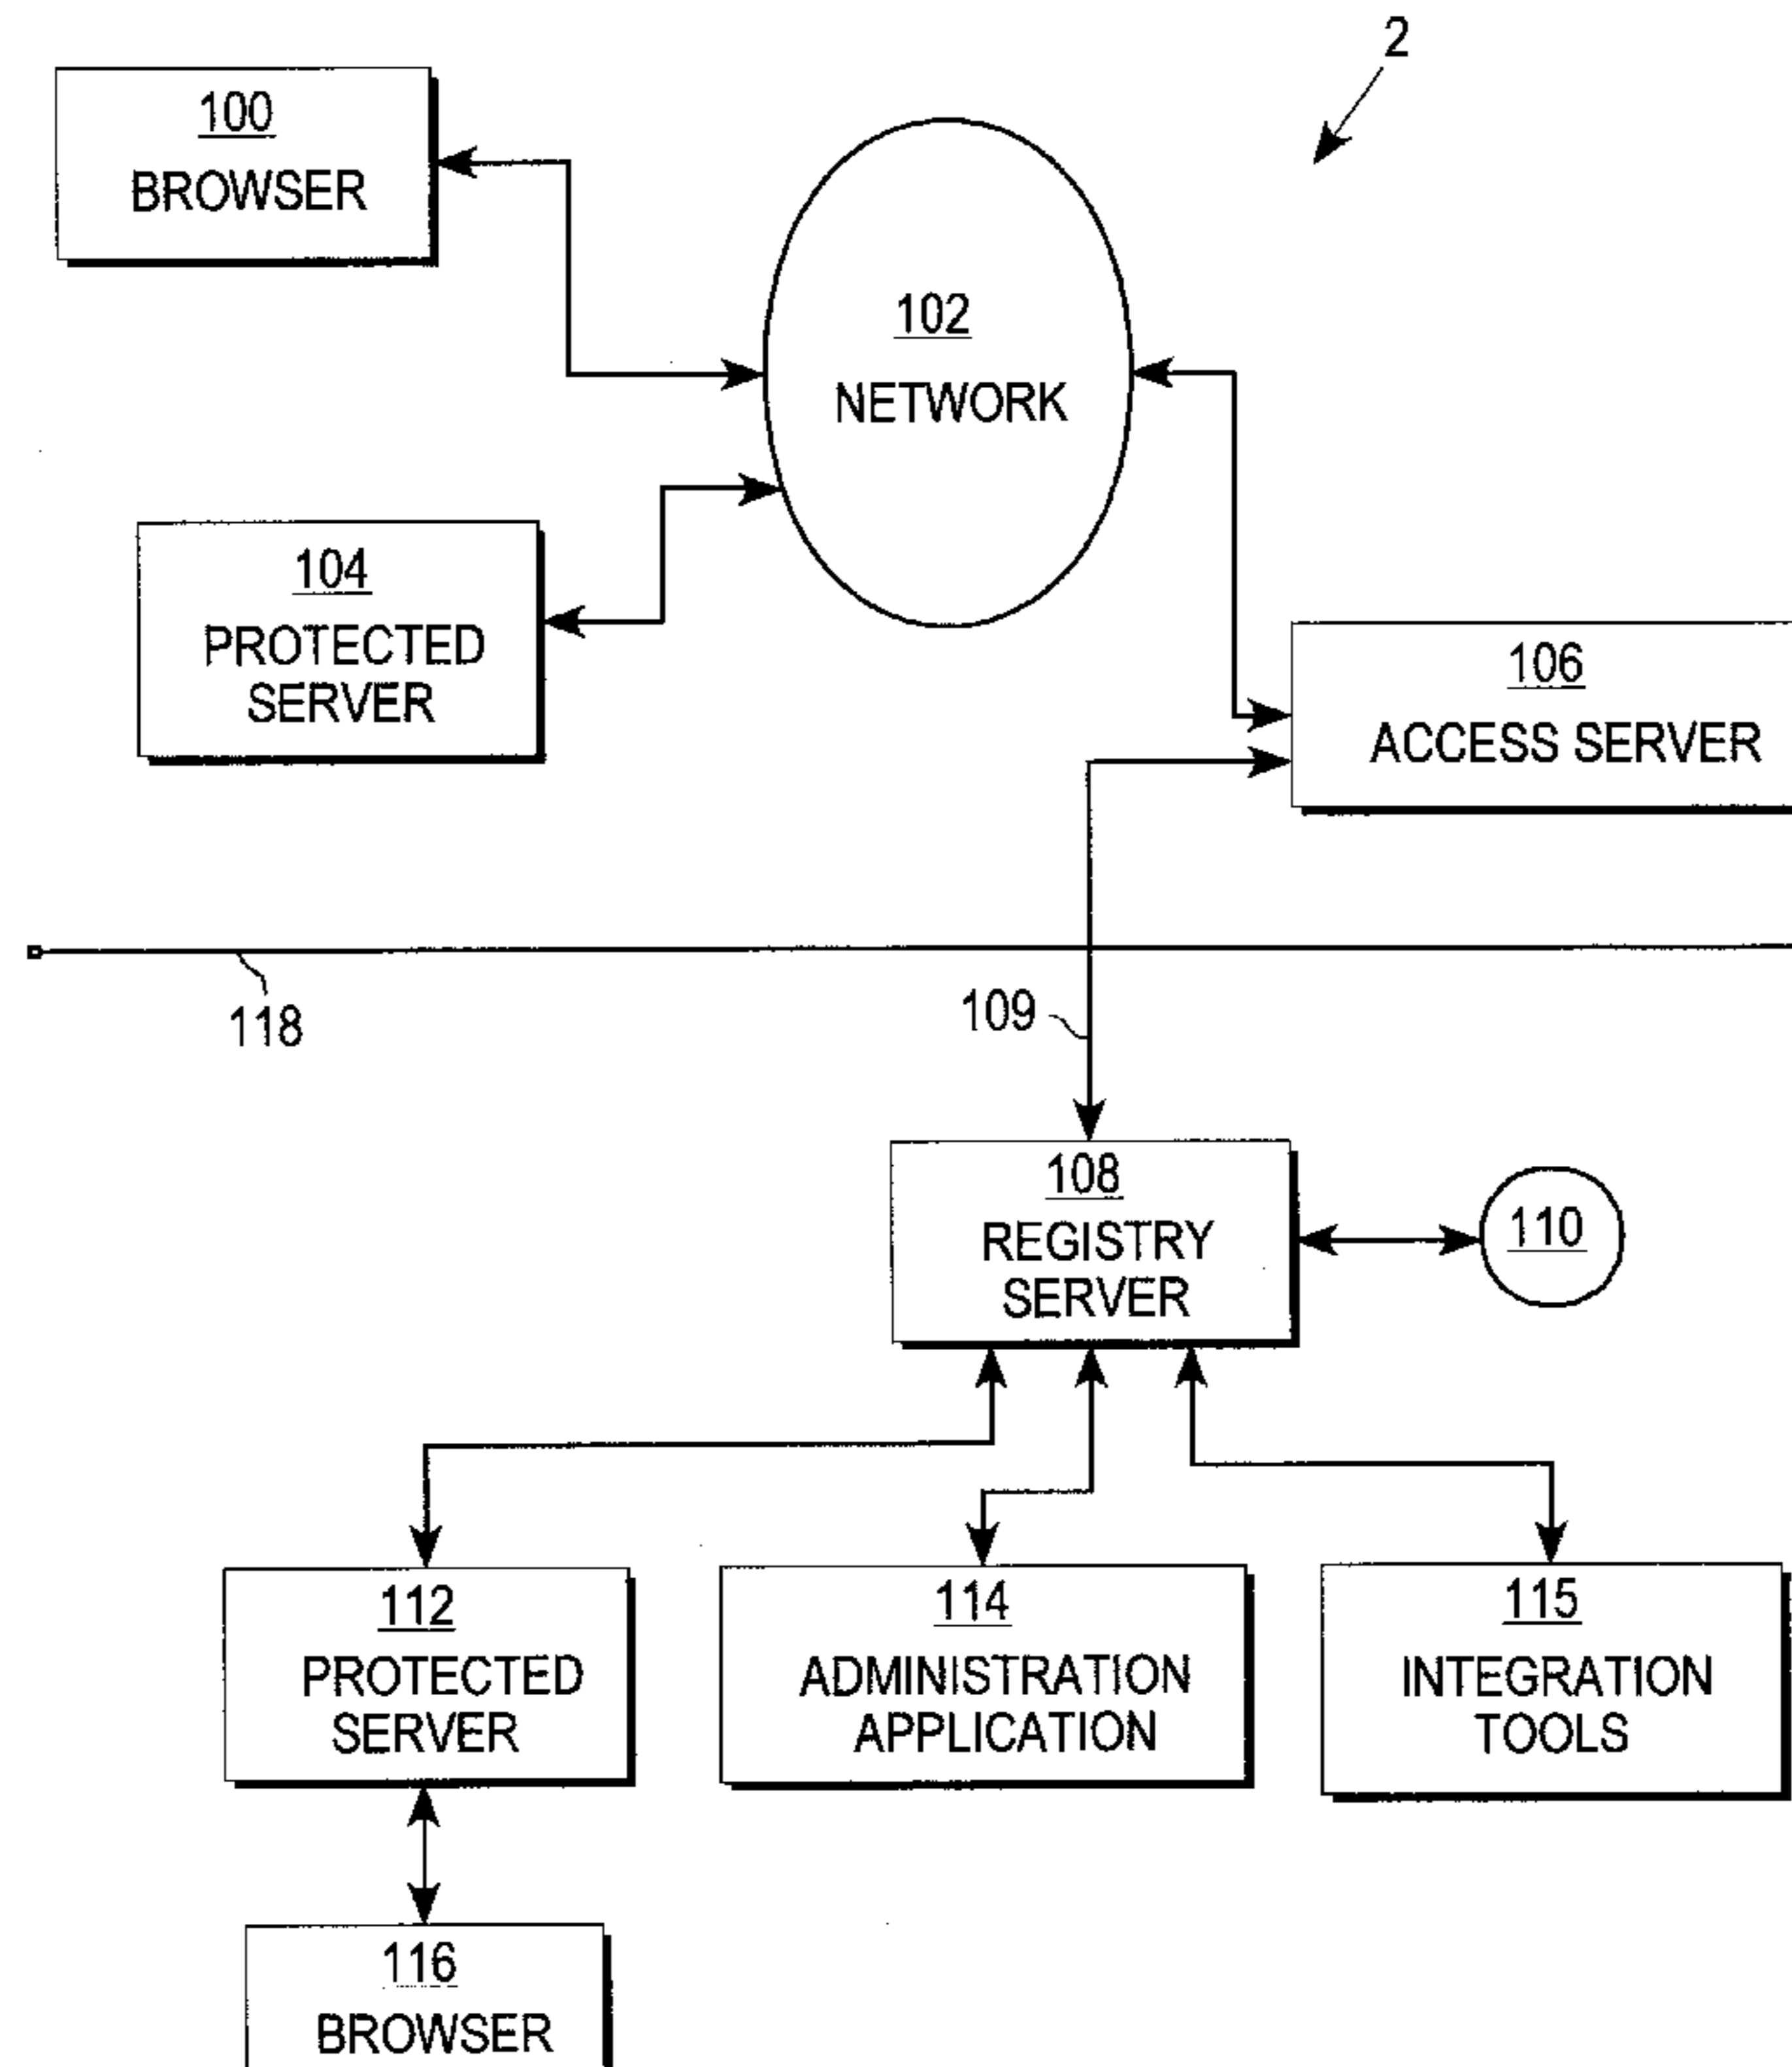 2
100
BROWSER
102
NETWORK
104
PROTECTED
SERVER
106
ACCESS SERVER
118
109
108
REGISTRY
SERVER
110
112
PROTECTED
SERVER
114
ADMINISTRATION
APPLICATION
115
INTEGRATION
TOOLS
116
BROWSER